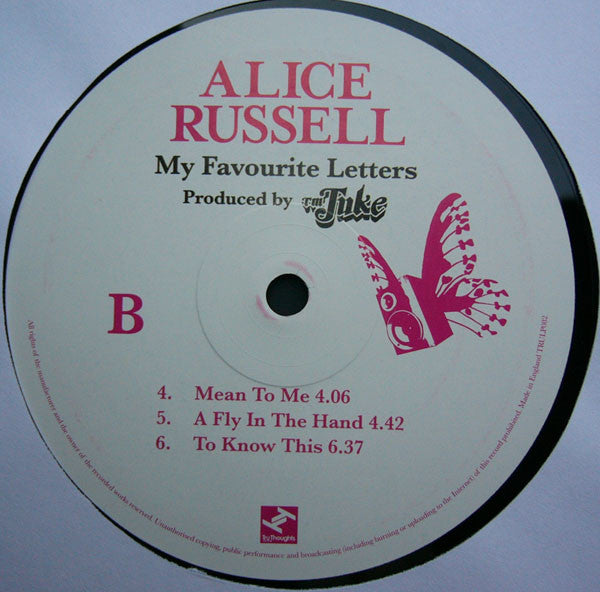 ALICE
RUSSELL
My Favourite Letters
Produced by TM Juke
B
4. Mean To Me 4.06
5. A Fly In The Hand 4.42
6. To Know This 6.37
Tru Thoughts
All rights of the manufacturer and the owner of the recorded works reserved. Unauthorised copying, public performance and broadcasting (including burning or uploading to the Internet) of this record prohibited. Made in England TRULP082